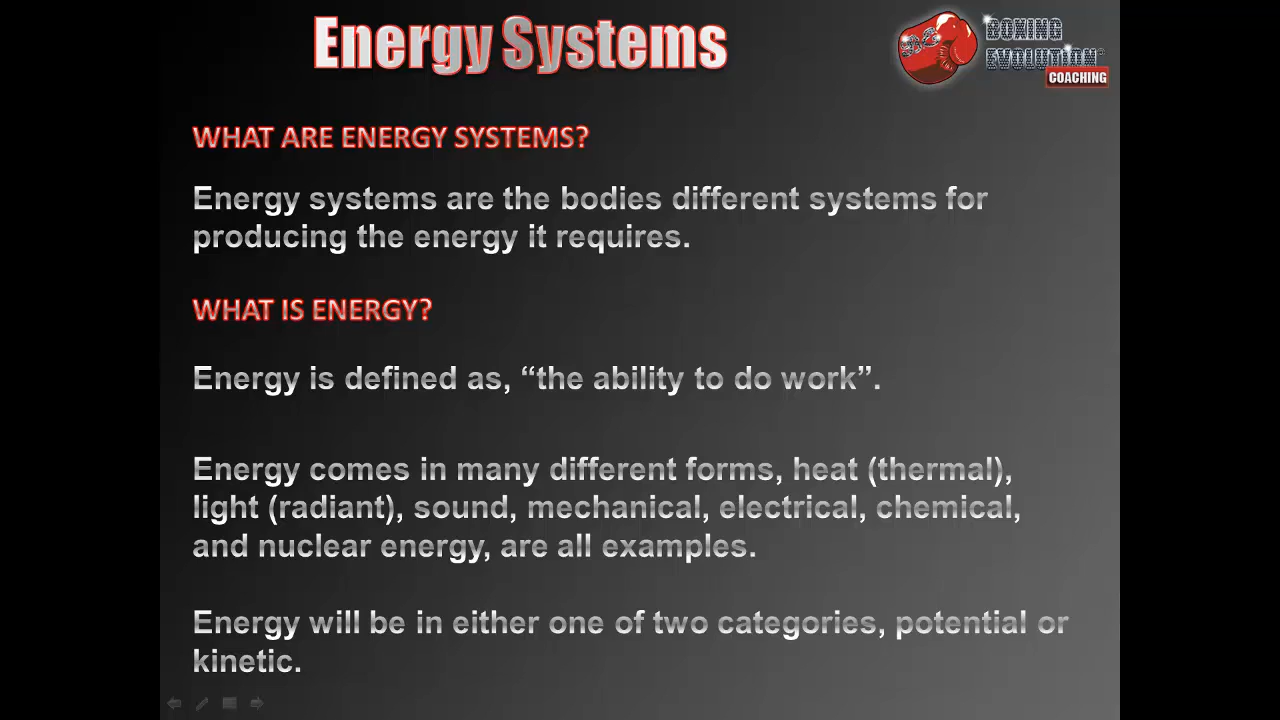 Energy Systems
BOXING
EVOLUTION
COACHING
WHAT ARE ENERGY SYSTEMS?
Energy systems are the bodies different systems for
producing the energy it requires.
WHAT IS ENERGY?
Energy is defined as, “the ability to do work”.
Energy comes in many different forms, heat (thermal),
light (radiant), sound, mechanical, electrical, chemical,
and nuclear energy, are all examples.
Energy will be in either one of two categories, potential or
kinetic.